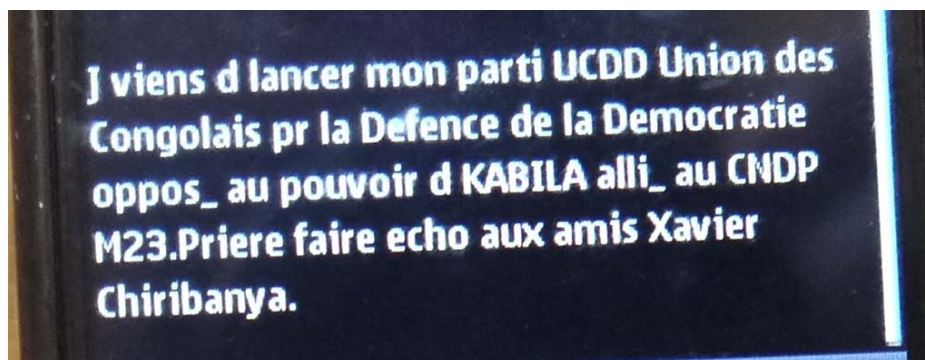 J viens d lancer mon parti UCDD Union des
Congolais pr la Defence de la Democratie
oppos_ au pouvoir d KABILA alli_ au CNDP
M23.Priere faire echo aux amis Xavier
Chiribanya.